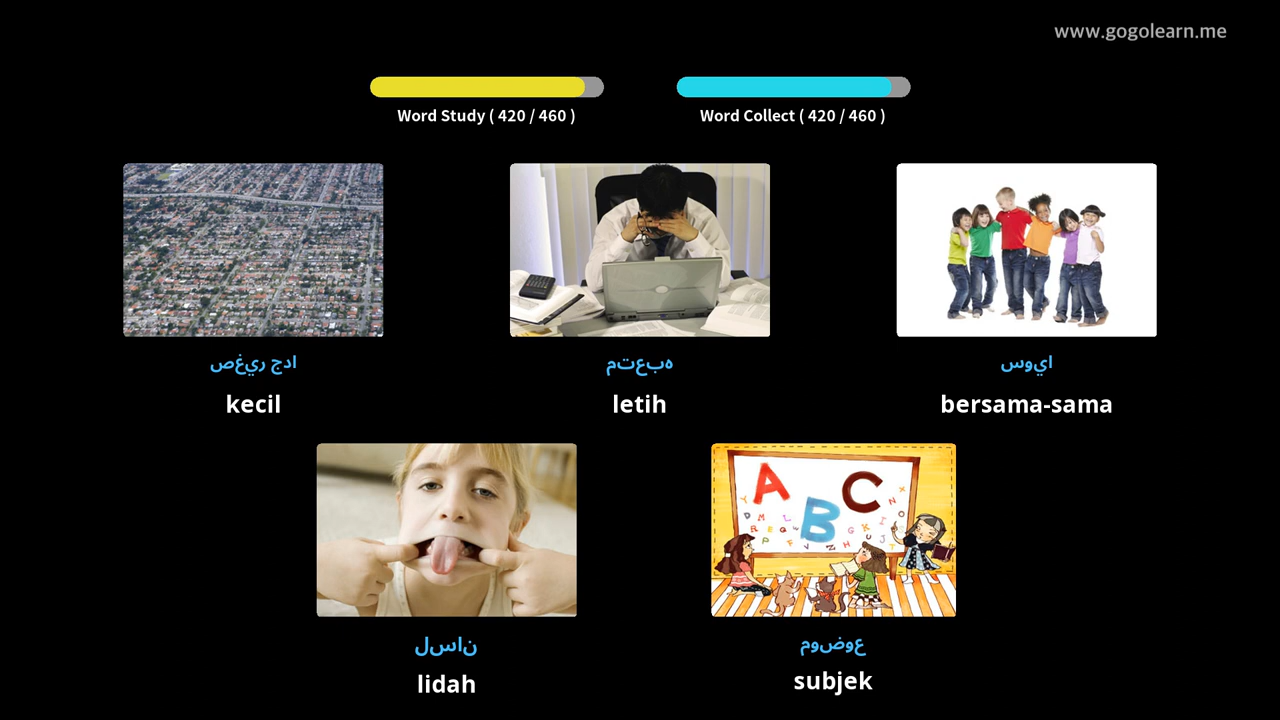 www.gogolearn.me
Word Study ( 420 / 460 )
Word Collect ( 420 / 460 )
صغير جدا
متعبه
سويا
kecil
letih
bersama-sama
A B C
لسان
موضوع
lidah
subjek